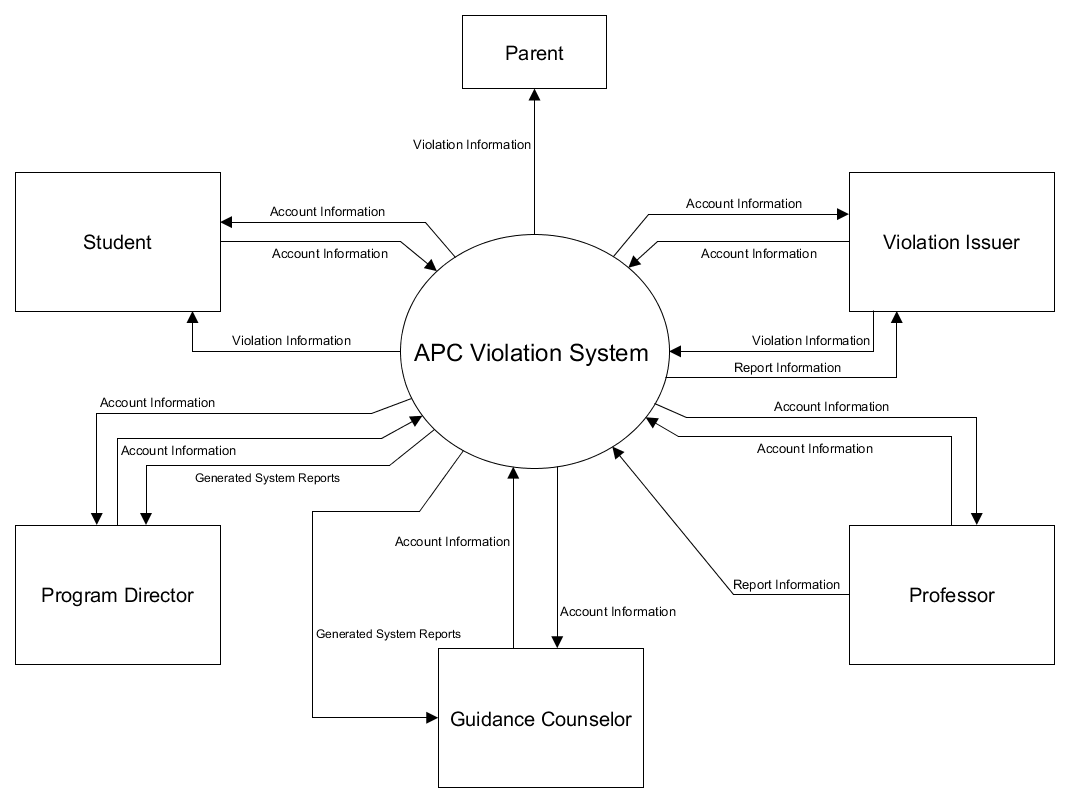 Parent
Violation Information
Student
Account Information
Account Information
Violation Information
Account Information
Account Information
Violation Issuer
Violation Information
Report Information
APC Violation System
Account Information
Account Information
Generated System Reports
Program Director
Account Information
Account Information
Report Information
Professor
Account Information
Account Information
Generated System Reports
Guidance Counselor